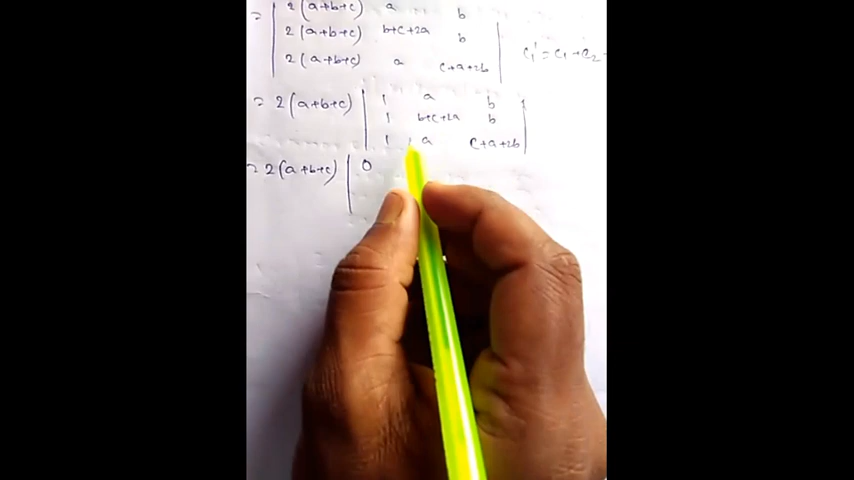 = | 2(a+b+c) a b
2(a+b+c) b+c+2a b
2(a+b+c) a c+a+2b | c₁' = c₁+c₂+
= 2(a+b+c) | 1 a b
1 b+c+2a b
1 a c+a+2b |
= 2(a+b+c) | 0